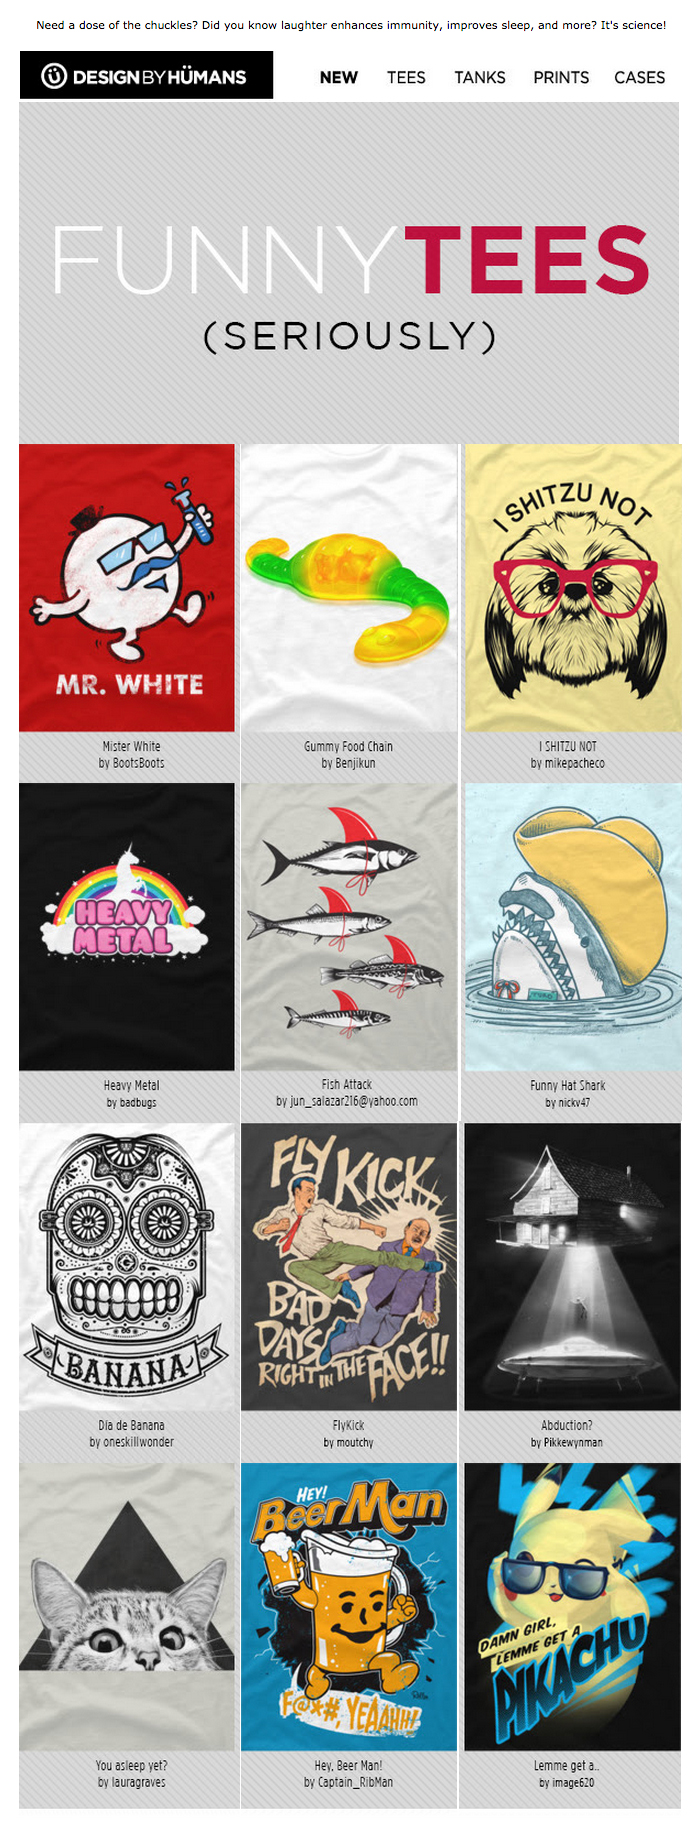 Need a dose of the chuckles? Did you know laughter enhances immunity, improves sleep, and more? It's science!
DESIGNBYHÜMANS
NEW TEES TANKS PRINTS CASES
FUNNYTEES
(SERIOUSLY)
MR. WHITE
I SHITZU NOT
Mister White
by BootsBoots
Gummy Food Chain
by Benjikun
I SHITZU NOT
by mikepacheco
HEAVY
METAL
Heavy Metal
by badbugs
Fish Attack
by jun_salazar216@yahoo.com
Funny Hat Shark
by nickv47
BANANA
FLY KICK
BAD
DAYS
RIGHT IN THE FACE!!
Dia de Banana
by oneskillwonder
FlyKick
by moutchy
Abduction?
by Pikkewynman
HEY!
BeerMan
F@*#, YEAAHH!
DAMN GIRL,
LEMME GET A
PIKACHU
You asleep yet?
by lauragraves
Hey, Beer Man!
by Captain_RibMan
Lemme get a..
by image620